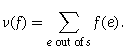 ν(f) = ∑ f(e).
e out of s